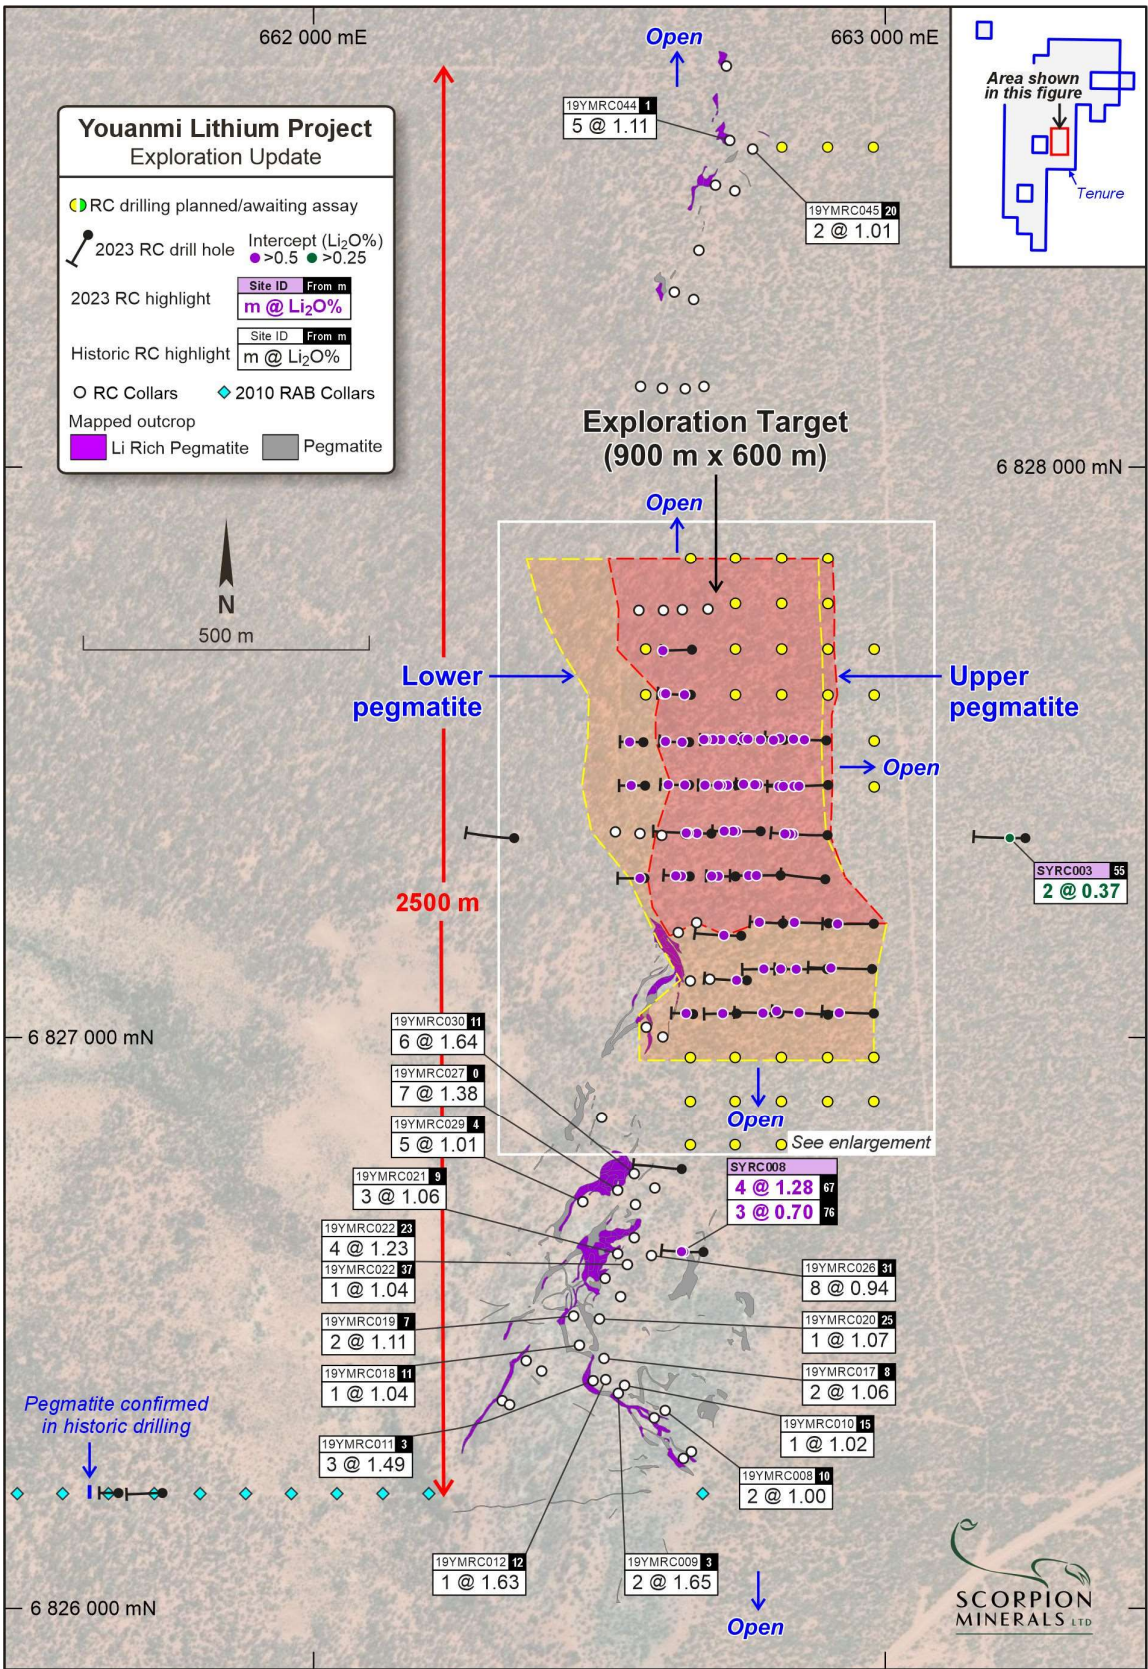 662 000 mE
663 000 mE
Open
Area shown
in this figure
Tenure
Youanmi Lithium Project
Exploration Update
RC drilling planned/awaiting assay
2023 RC drill hole
Intercept (Li₂O%)
>0.5 >0.25
2023 RC highlight
Site ID From m
m @ Li₂O%
Historic RC highlight
Site ID From m
m @ Li₂O%
RC Collars
2010 RAB Collars
Mapped outcrop
Li Rich Pegmatite
Pegmatite
19YMRC044 1
5 @ 1.11
19YMRC045 20
2 @ 1.01
Exploration Target
(900 m x 600 m)
6 828 000 mN
Open
N
500 m
Lower
pegmatite
Upper
pegmatite
Open
SYRC003 55
2 @ 0.37
2500 m
6 827 000 mN
19YMRC030 11
6 @ 1.64
19YMRC027 0
7 @ 1.38
19YMRC029 4
5 @ 1.01
Open
See enlargement
19YMRC021 9
3 @ 1.06
SYRC008
4 @ 1.28 67
3 @ 0.70 76
19YMRC022 23
4 @ 1.23
19YMRC022 37
1 @ 1.04
19YMRC026 31
8 @ 0.94
19YMRC019 7
2 @ 1.11
19YMRC020 25
1 @ 1.07
19YMRC018 11
1 @ 1.04
19YMRC017 8
2 @ 1.06
Pegmatite confirmed
in historic drilling
19YMRC011 3
3 @ 1.49
19YMRC010 15
1 @ 1.02
19YMRC008 10
2 @ 1.00
19YMRC012 12
1 @ 1.63
19YMRC009 3
2 @ 1.65
6 826 000 mN
Open
SCORPION
MINERALS LTD